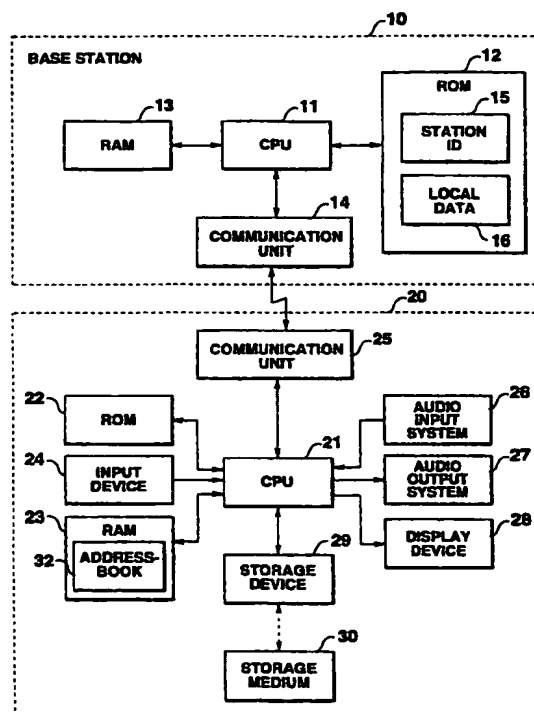 10
BASE STATION
12
ROM
13
RAM
11
CPU
15
STATION
ID
LOCAL
DATA
16
14
COMMUNICATION
UNIT
20
COMMUNICATION
UNIT
25
22
ROM
21
CPU
26
AUDIO
INPUT
SYSTEM
24
INPUT
DEVICE
27
AUDIO
OUTPUT
SYSTEM
23
RAM
32
ADDRESS-
BOOK
29
STORAGE
DEVICE
28
DISPLAY
DEVICE
30
STORAGE
MEDIUM